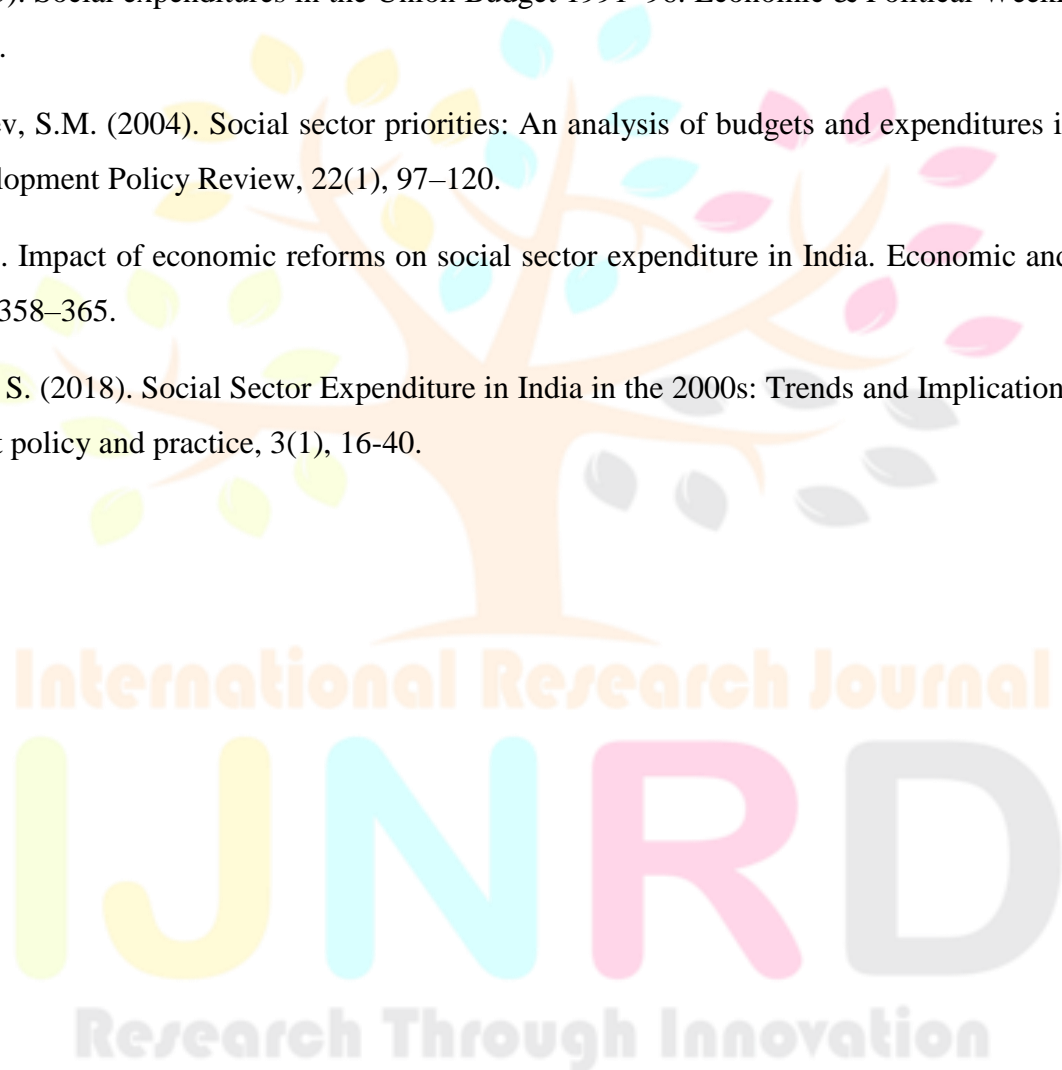 Social expenditures in the Union Budget 1991–96. Economic & Political
.
ev, S.M. (2004). Social sector priorities: An analysis of budgets and expenditures i
lopment Policy Review, 22(1), 97–120.
. Impact of economic reforms on social sector expenditure in India. Economic and
358–365.
S. (2018). Social Sector Expenditure in India in the 2000s: Trends and Implication
t policy and practice, 3(1), 16-40.
International Research Journal
IJNRD
Research Through Innovation